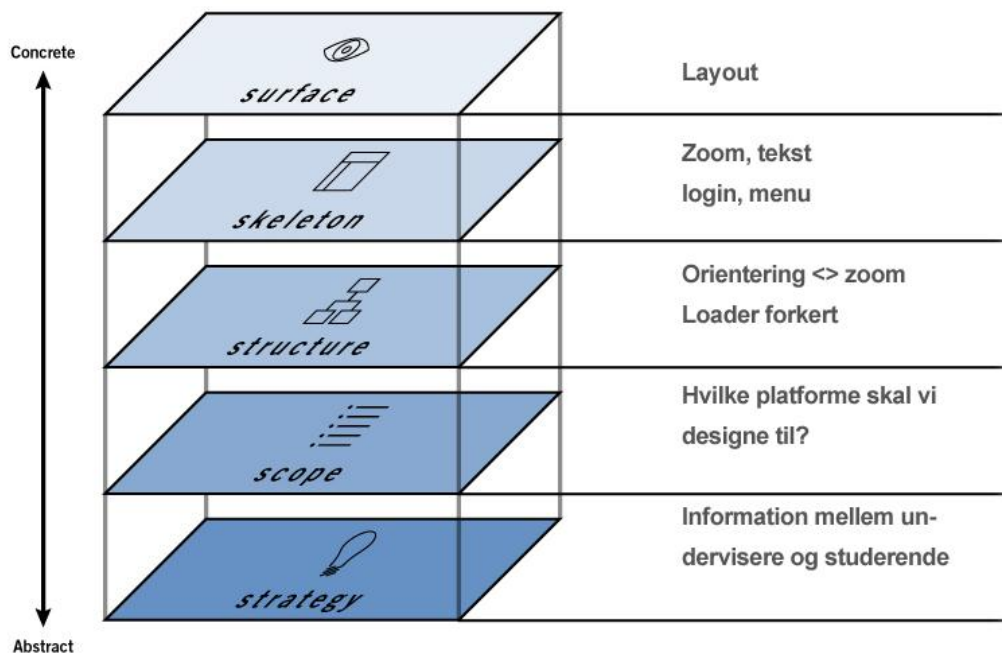 Concrete
surface
Layout
skeleton
Zoom, tekst
login, menu
structure
Orientering <> zoom
Loader forkert
scope
Hvilke platforme skal vi
designe til?
strategy
Information mellem un-
dervisere og studerende
Abstract